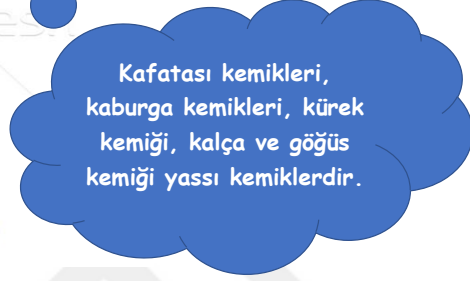 Kafatası kemikleri,
kaburga kemikleri, kürek
kemiği, kalça ve göğüs
kemiği yassı kemiklerdir.